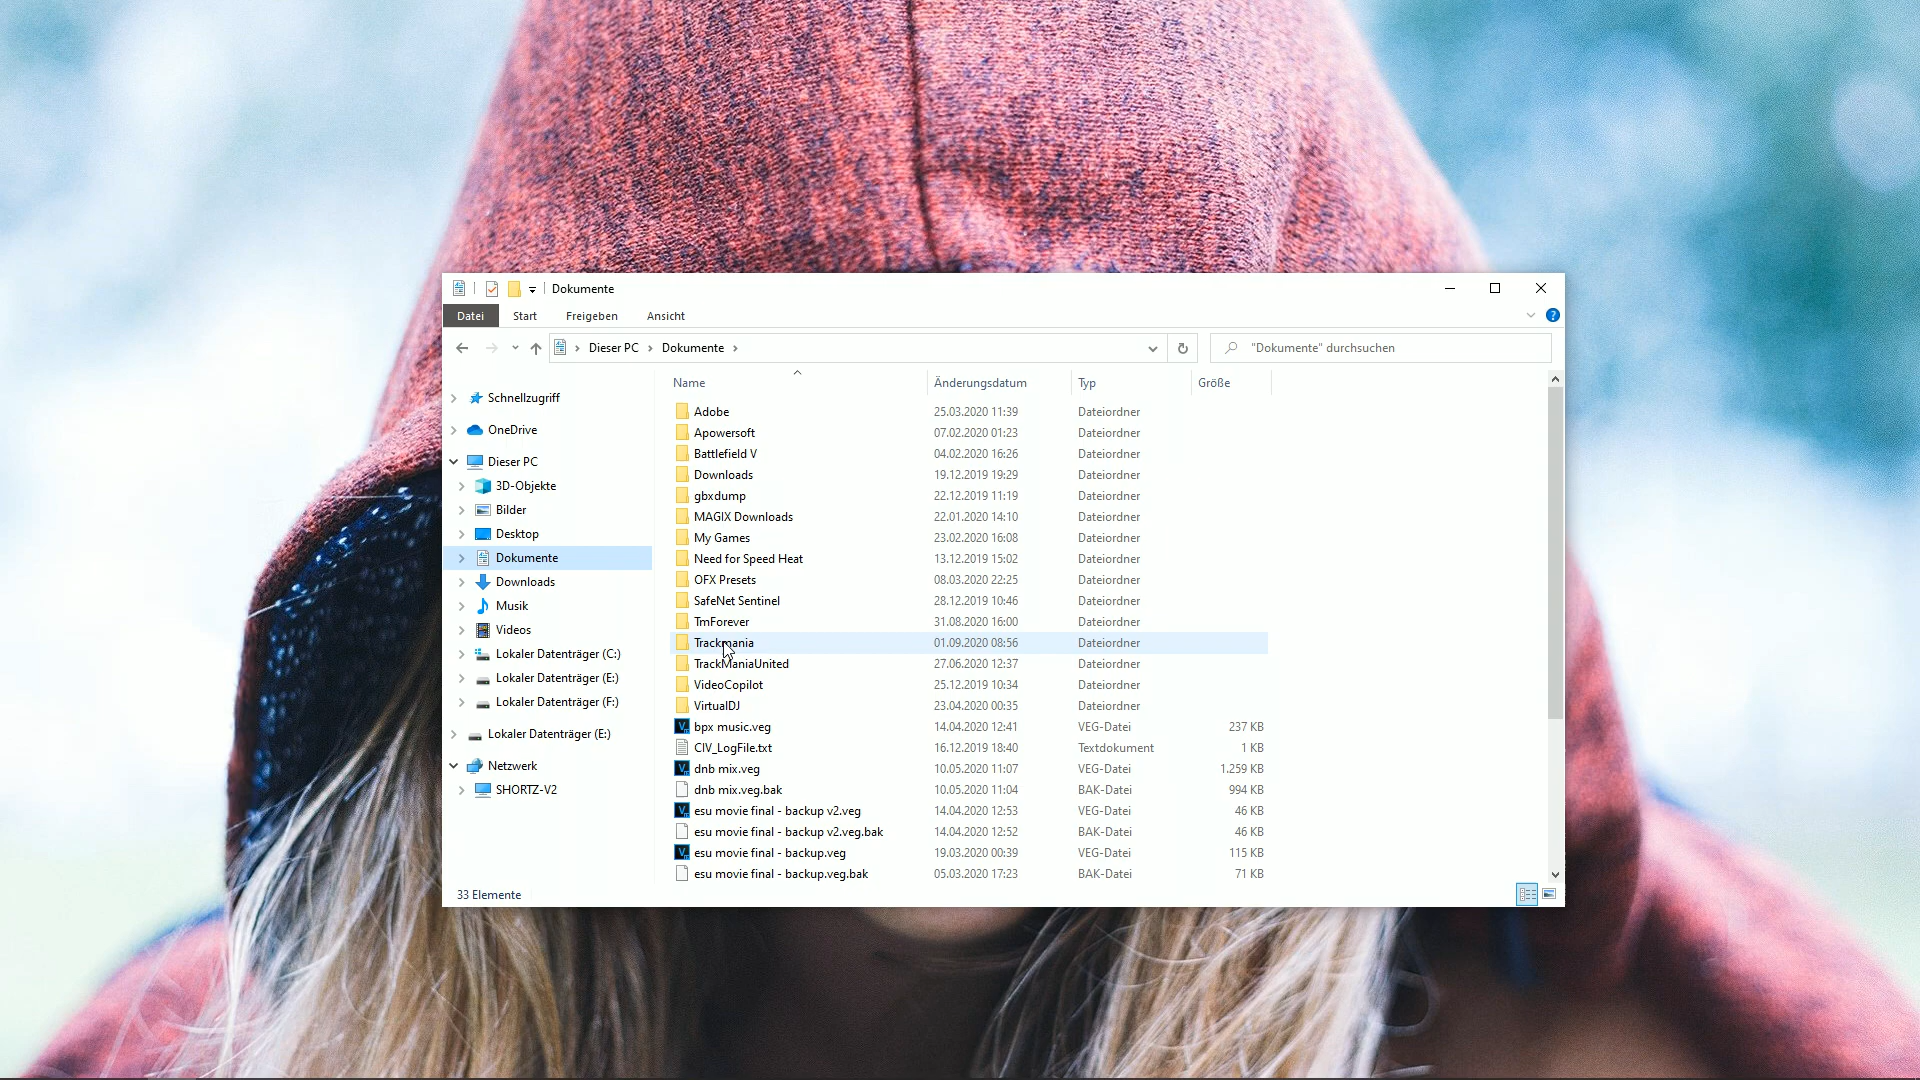 Dokumente
Datei Start Freigeben Ansicht
Dieser PC Dokumente "Dokumente" durchsuchen
Name Änderungsdatum Typ Größe
Schnellzugriff
OneDrive
Dieser PC
3D-Objekte
Bilder
Desktop
Dokumente
Downloads
Musik
Videos
Lokaler Datenträger (C:)
Lokaler Datenträger (E:)
Lokaler Datenträger (F:)
Lokaler Datenträger (E:)
Netzwerk
SHORTZ-V2
Adobe 25.03.2020 11:39 Dateiordner
Apowersoft 07.02.2020 01:23 Dateiordner
Battlefield V 04.02.2020 16:26 Dateiordner
Downloads 19.12.2019 19:29 Dateiordner
gbxdump 22.12.2019 11:19 Dateiordner
MAGIX Downloads 22.01.2020 14:10 Dateiordner
My Games 23.02.2020 16:08 Dateiordner
Need for Speed Heat 13.12.2019 15:02 Dateiordner
OFX Presets 08.03.2020 22:25 Dateiordner
SafeNet Sentinel 28.12.2019 10:46 Dateiordner
TmForever 31.08.2020 16:00 Dateiordner
Trackmania 01.09.2020 08:56 Dateiordner
TrackManiaUnited 27.06.2020 12:37 Dateiordner
VideoCopilot 25.12.2019 10:34 Dateiordner
VirtualDJ 23.04.2020 00:35 Dateiordner
bpx music.veg 14.04.2020 12:41 VEG-Datei 237 KB
CIV_LogFile.txt 16.12.2019 18:40 Textdokument 1 KB
dnb mix.veg 10.05.2020 11:07 VEG-Datei 1.259 KB
dnb mix.veg.bak 10.05.2020 11:04 BAK-Datei 994 KB
esu movie final - backup v2.veg 14.04.2020 12:53 VEG-Datei 46 KB
esu movie final - backup v2.veg.bak 14.04.2020 12:52 BAK-Datei 46 KB
esu movie final - backup.veg 19.03.2020 00:39 VEG-Datei 115 KB
esu movie final - backup.veg.bak 05.03.2020 17:23 BAK-Datei 71 KB
33 Elemente